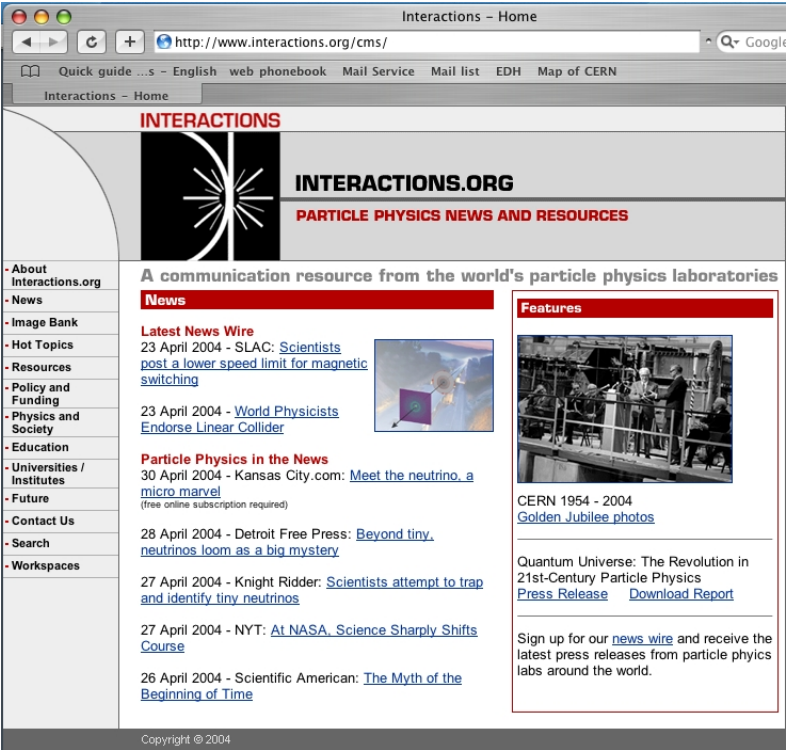 Interactions – Home
http://www.interactions.org/cms/
Google
Quick guide ...s – English web phonebook Mail Service Mail list EDH Map of CERN
Interactions – Home
INTERACTIONS
INTERACTIONS.ORG
PARTICLE PHYSICS NEWS AND RESOURCES
A communication resource from the world's particle physics laboratories
- About
Interactions.org
- News
- Image Bank
- Hot Topics
- Resources
- Policy and
Funding
- Physics and
Society
- Education
- Universities /
Institutes
- Future
- Contact Us
- Search
- Workspaces
News
Latest News Wire
23 April 2004 - SLAC: Scientists
post a lower speed limit for magnetic
switching
23 April 2004 - World Physicists
Endorse Linear Collider
Particle Physics in the News
30 April 2004 - Kansas City.com: Meet the neutrino, a
micro marvel
(free online subscription required)
28 April 2004 - Detroit Free Press: Beyond tiny,
neutrinos loom as a big mystery
27 April 2004 - Knight Ridder: Scientists attempt to trap
and identify tiny neutrinos
27 April 2004 - NYT: At NASA, Science Sharply Shifts
Course
26 April 2004 - Scientific American: The Myth of the
Beginning of Time
Features
CERN 1954 - 2004
Golden Jubilee photos
Quantum Universe: The Revolution in
21st-Century Particle Physics
Press Release Download Report
Sign up for our news wire and receive the
latest press releases from particle phyics
labs around the world.
Copyright © 2004